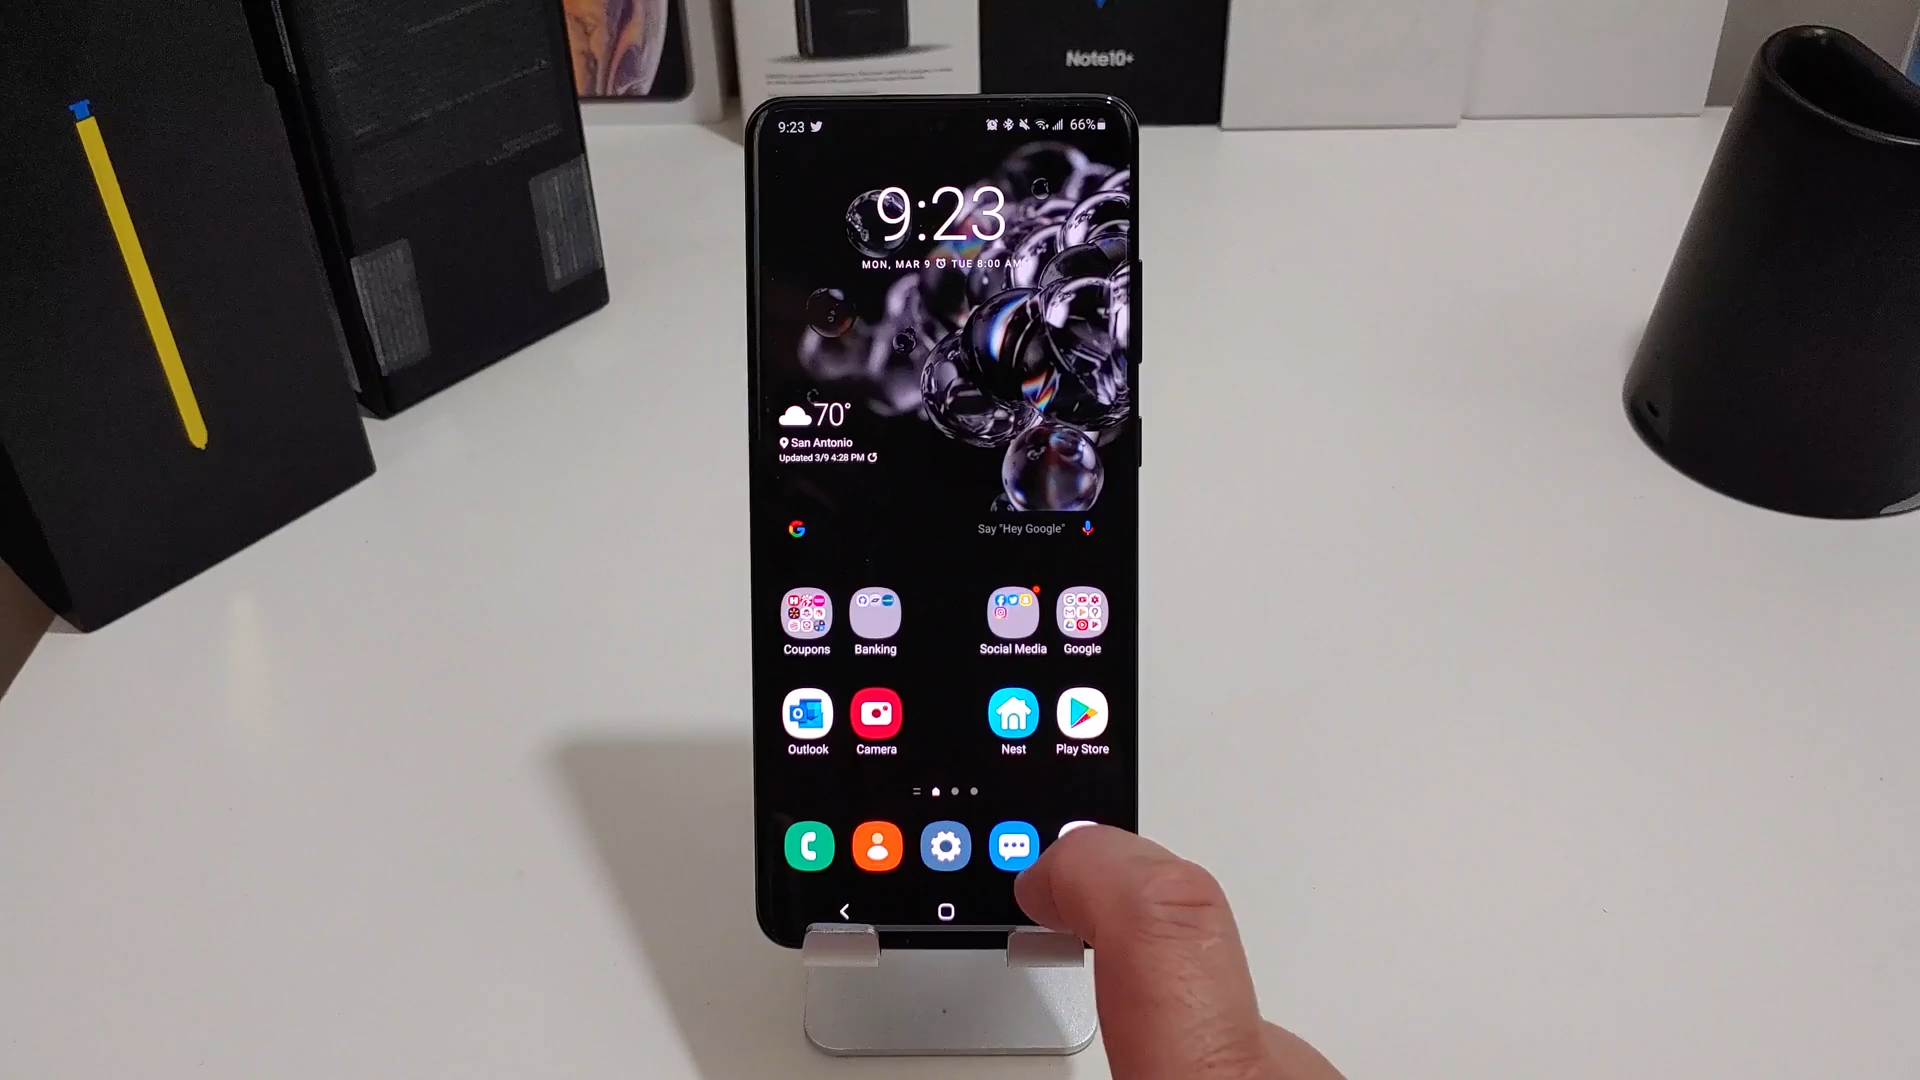 Note10+
9:23
66%
9:23
MON, MAR 9 TUE 8:00 AM
70°
San Antonio
Updated 3/9 4:28 PM
G
Say "Hey Google"
Coupons Banking Social Media Google
Outlook Camera Nest Play Store